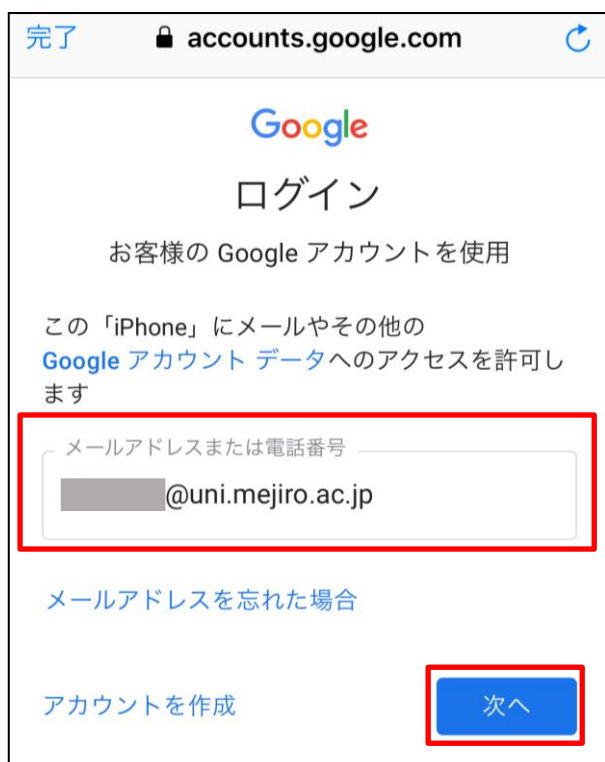 完了 accounts.google.com
Google
ログイン
お客様の Google アカウントを使用
この「iPhone」にメールやその他の
Google アカウント データへのアクセスを許可し
ます
メールアドレスまたは電話番号
@uni.mejiro.ac.jp
メールアドレスを忘れた場合
アカウントを作成 次へ